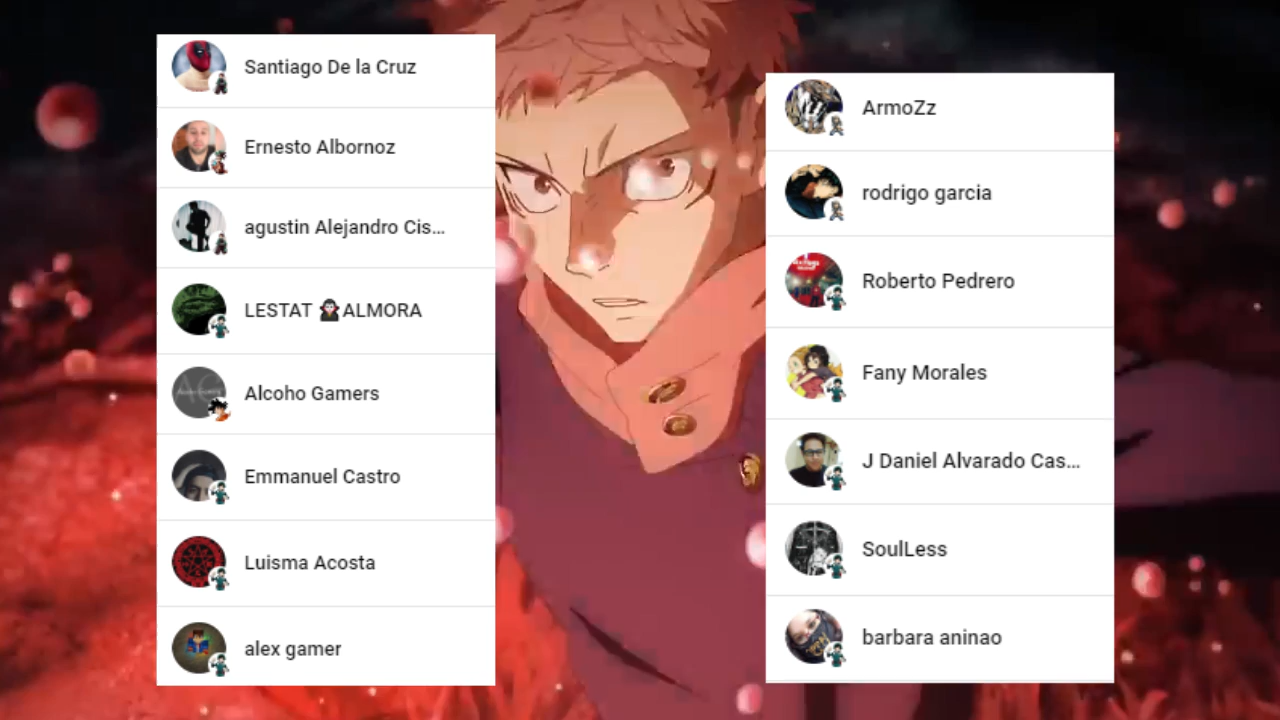 Santiago De la Cruz
Ernesto Albornoz
agustin Alejandro Cis...
LESTAT 🧛ALMORA
Alcoho Gamers
Emmanuel Castro
Luisma Acosta
alex gamer
ArmoZz
rodrigo garcia
Roberto Pedrero
Fany Morales
J Daniel Alvarado Cas...
SoulLess
barbara aninao